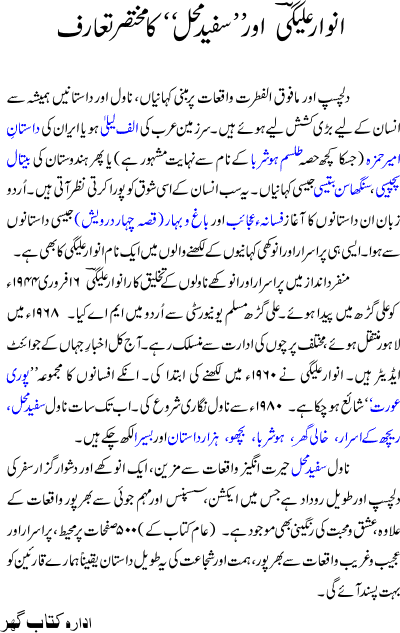 انوار علیگیؔ اور ’’سفید محل‘‘ کا مختصر تعارف
دلچسپ اور مافوق الفطرت واقعات پر مبنی کہانیاں، ناول اور داستانیں ہمیشہ سے
انسان کے لیے بڑی کشش لیے ہوئے ہیں۔ سرزمین عرب کی الف لیلیٰ ہو یا ایران کی داستانِ
امیر حمزہ (جسکا کچھ حصہ طلسم ہوشربا کے نام سے نہایت مشہور ہے) یا پھر ہندوستان کی بیتال
پچیسی، سنگھاسن بتیسی جیسی کہانیاں۔ یہ سب انسان کے اسی شوق کو پورا کرتی نظر آتی ہیں۔ اُردو
زبان ان داستانوں کا آغاز فسانہء عجائب اور باغ و بہار (قصہ چہار درویش) جیسی داستانوں
سے ہوا۔ ایسی ہی پراسرار اور انوکھی کہانیوں کے لکھنے والوں میں ایک نام انوار علیگی کا بھی ہے۔
منفرد انداز میں پراسرار اور انوکھے ناولوں کے تخلیق کار انوار علیگیؔ ۱۶ فروری ۱۹۴۴ء
کو علی گڑھ میں پیدا ہوئے۔ علی گڑھ مسلم یونیورسٹی سے اُردو میں ایم اے کیا۔ ۱۹۶۸ء میں
لاہور منتقل ہوئے، مختلف پرچوں کی ادارت سے منسلک رہے۔ آج کل اخبارِ جہاں کے جوائنٹ
ایڈیٹر ہیں۔ انوار علیگی نے ۱۹۶۰ء میں لکھنے کی ابتدا کی۔ انکے افسانوں کا مجموعہ ’’پوری
عورت‘‘ شائع ہوچکا ہے۔ ۱۹۸۰ء سے ناول نگاری شروع کی۔ اب تک سات ناول سفید محل،
ریچھ کے اسرار، خالی گھر، ہوشربا، بچھو، ہزار داستان اور بسیرا لکھ چکے ہیں۔
ناول سفید محل حیرت انگیز واقعات سے مزین، ایک انوکھے اور دشوار گزار سفر کی
دلچسپ اور طویل روداد ہے جس میں ایکشن، سسپنس اور مہم جوئی سے بھرپور واقعات کے
علاوہ عشق و محبت کی رنگینی بھی موجود ہے۔ (عام کتاب کے) ۵۰۰ صفحات پر محیط، پراسرار اور
عجیب و غریب واقعات سے بھرپور، ہمت اور شجاعت کی یہ طویل داستان یقیناً ہمارے قارئین کو
بہت پسند آئے گی۔
ادارہ کتاب گھر